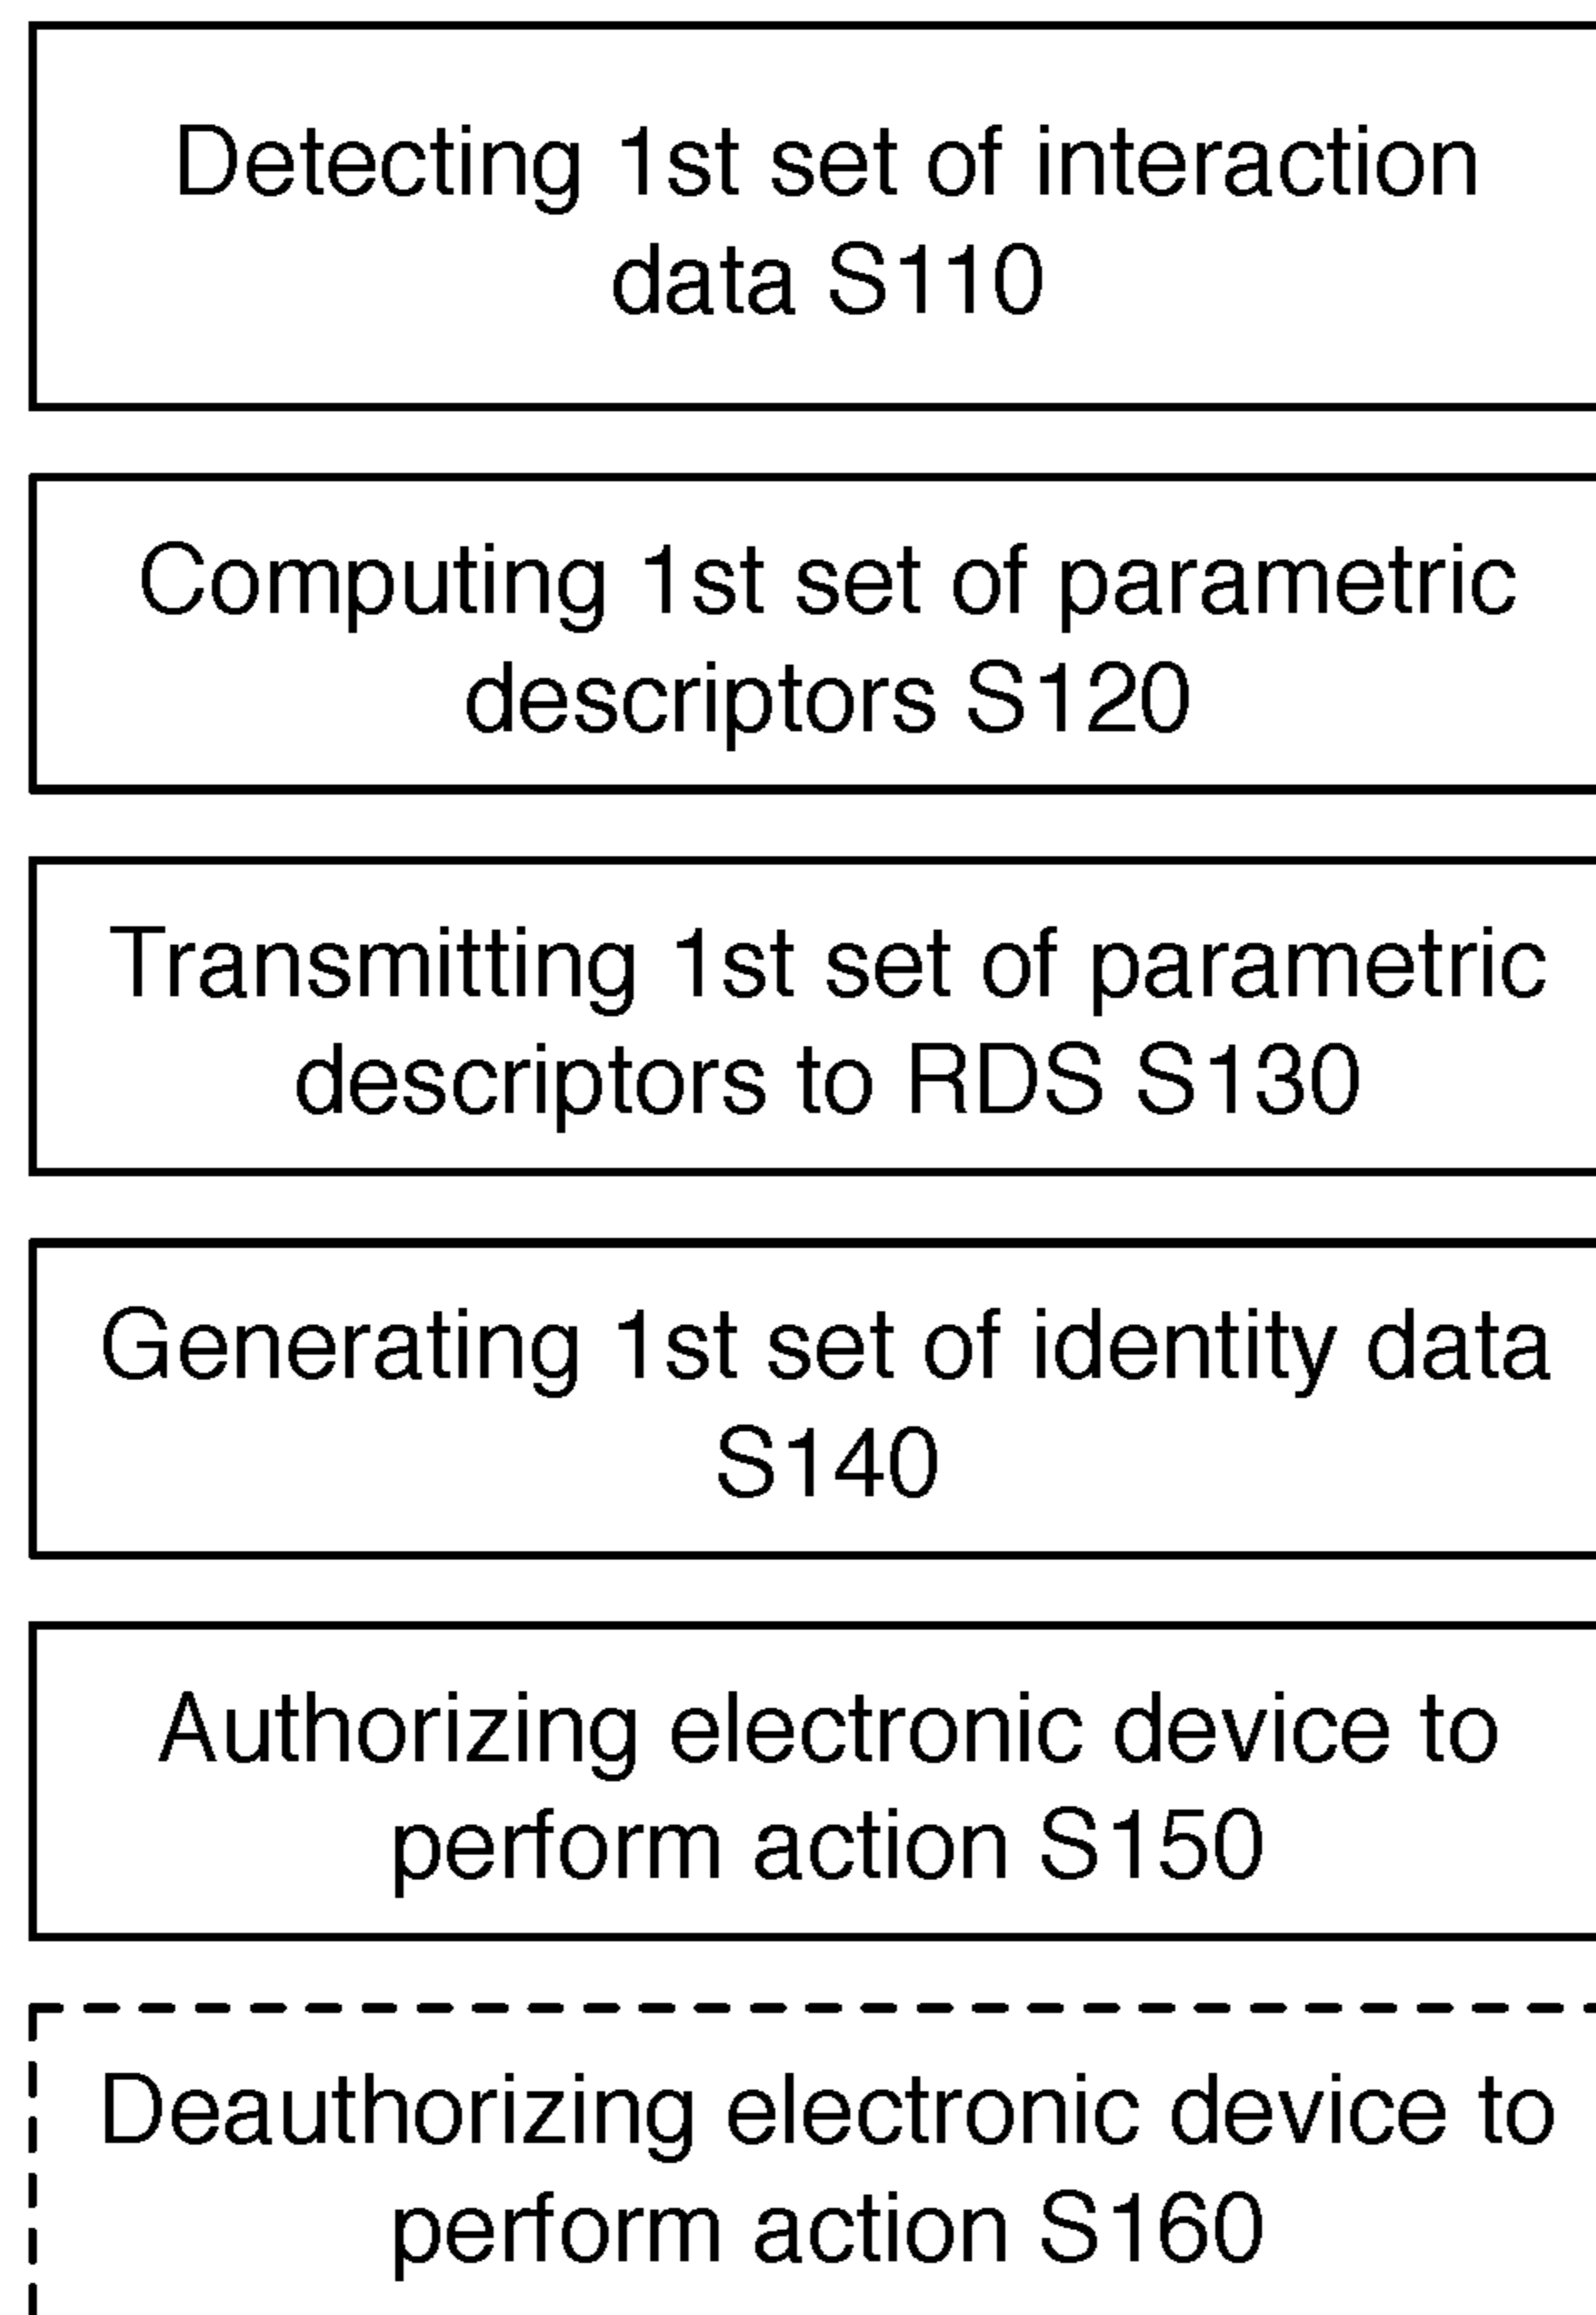 Detecting 1st set of interaction
data S110
Computing 1st set of parametric
descriptors S120
Transmitting 1st set of parametric
descriptors to RDS S130
Generating 1st set of identity data
S140
Authorizing electronic device to
perform action S150
Deauthorizing electronic device to
perform action S160